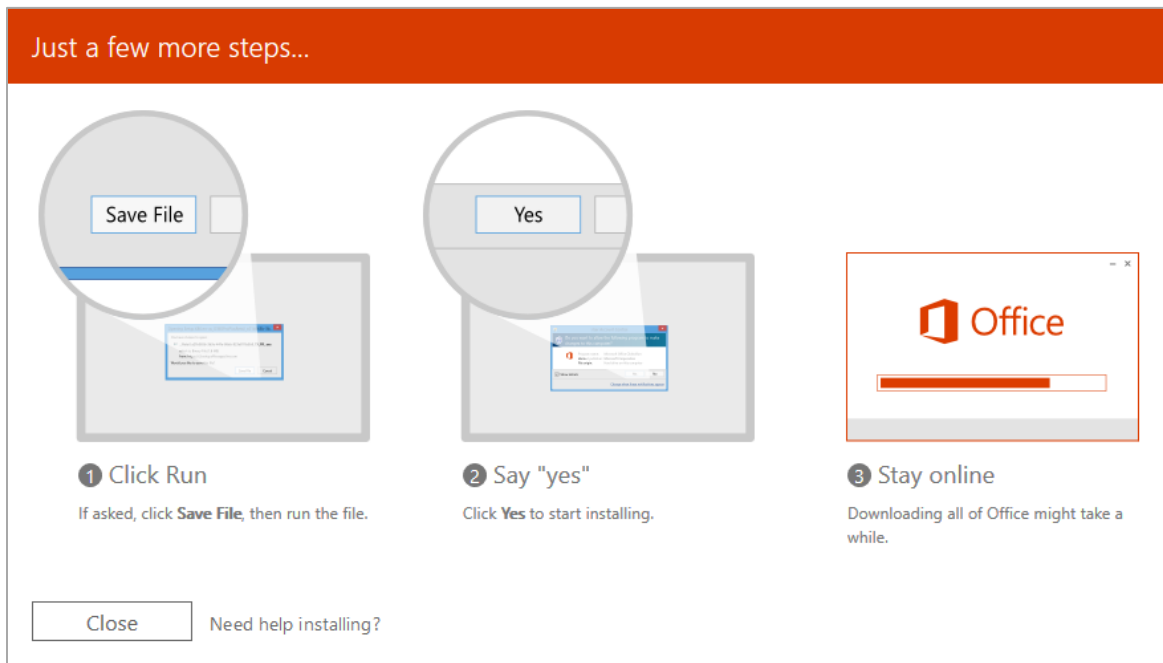 Just a few more steps...
Save File
Yes
Office
1 Click Run
2 Say "yes"
3 Stay online
If asked, click Save File, then run the file.
Click Yes to start installing.
Downloading all of Office might take a
while.
Close
Need help installing?